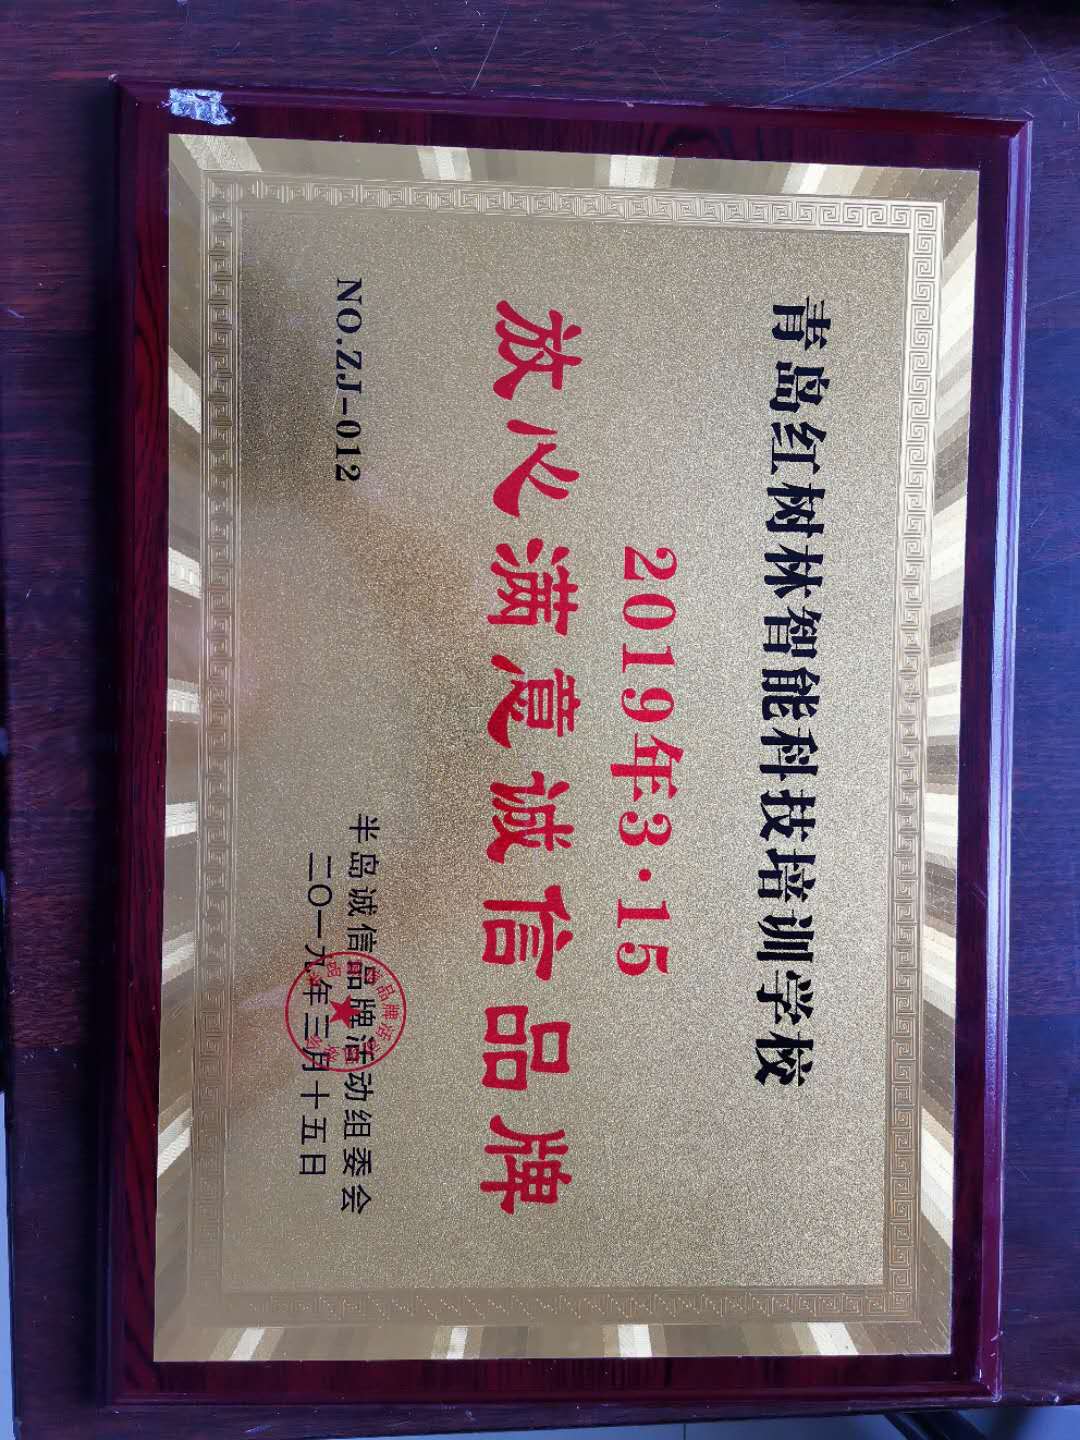 青岛红树林智能科技培训学校
2019年3·15
放心满意诚信品牌
NO.ZJ-012
半岛诚信品牌活动组委会
二〇一九年三月十五日